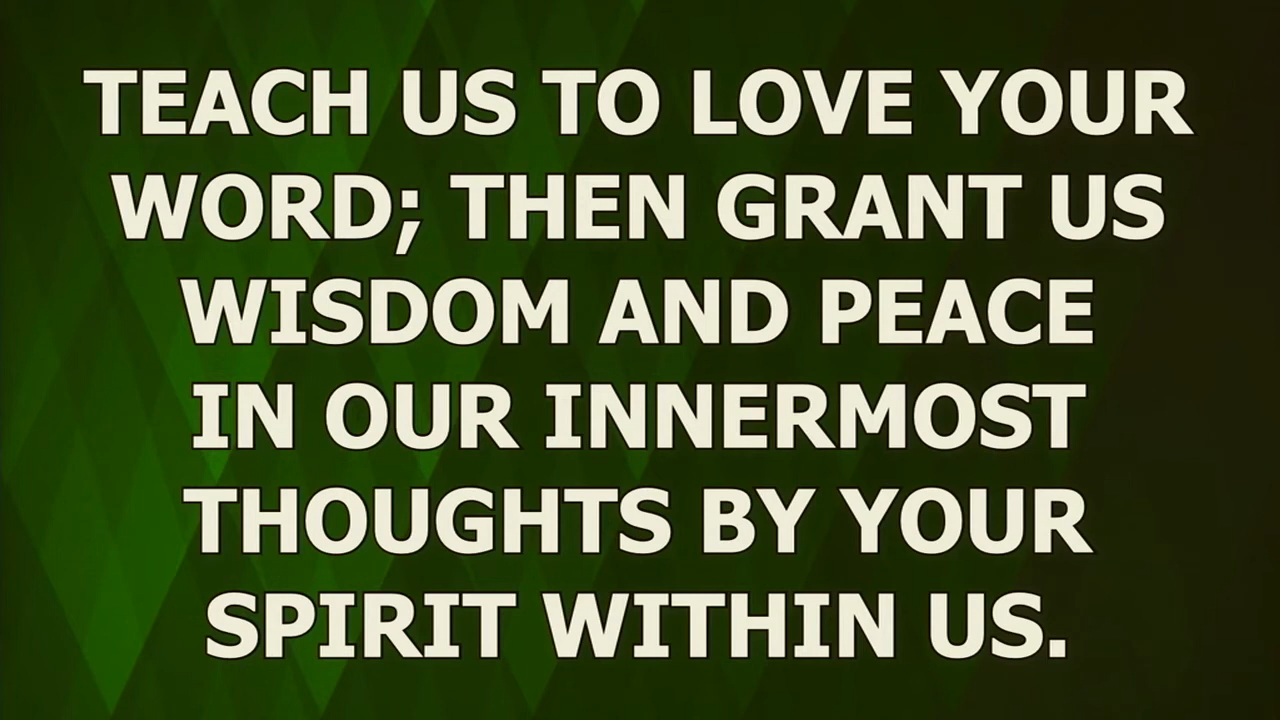 TEACH US TO LOVE YOUR
WORD; THEN GRANT US
WISDOM AND PEACE
IN OUR INNERMOST
THOUGHTS BY YOUR
SPIRIT WITHIN US.